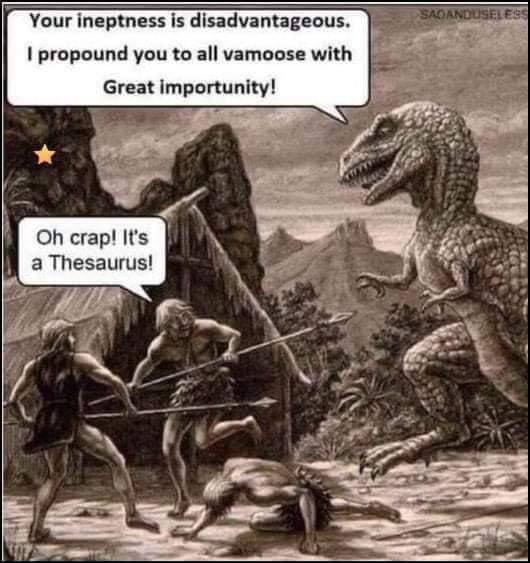 SADANDUSELESS
Your ineptness is disadvantageous.
I propound you to all vamoose with
Great importunity!
Oh crap! It's
a Thesaurus!